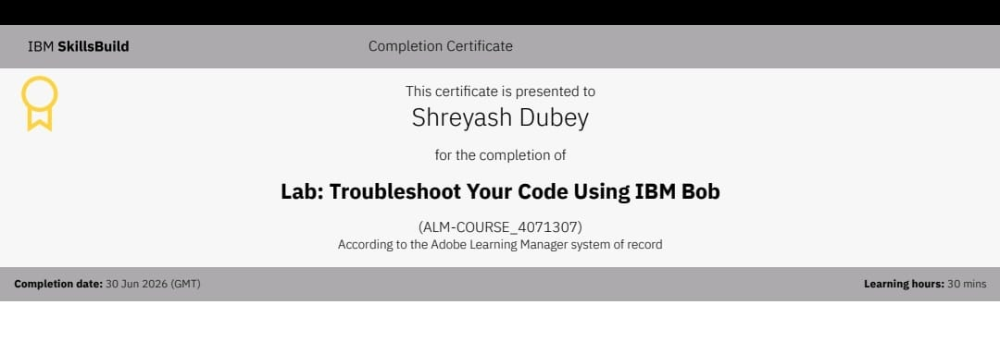 IBM SkillsBuild
Completion Certificate
This certificate is presented to
Shreyash Dubey
for the completion of
Lab: Troubleshoot Your Code Using IBM Bob
(ALM-COURSE_4071307)
According to the Adobe Learning Manager system of record
Completion date: 30 Jun 2026 (GMT)
Learning hours: 30 mins